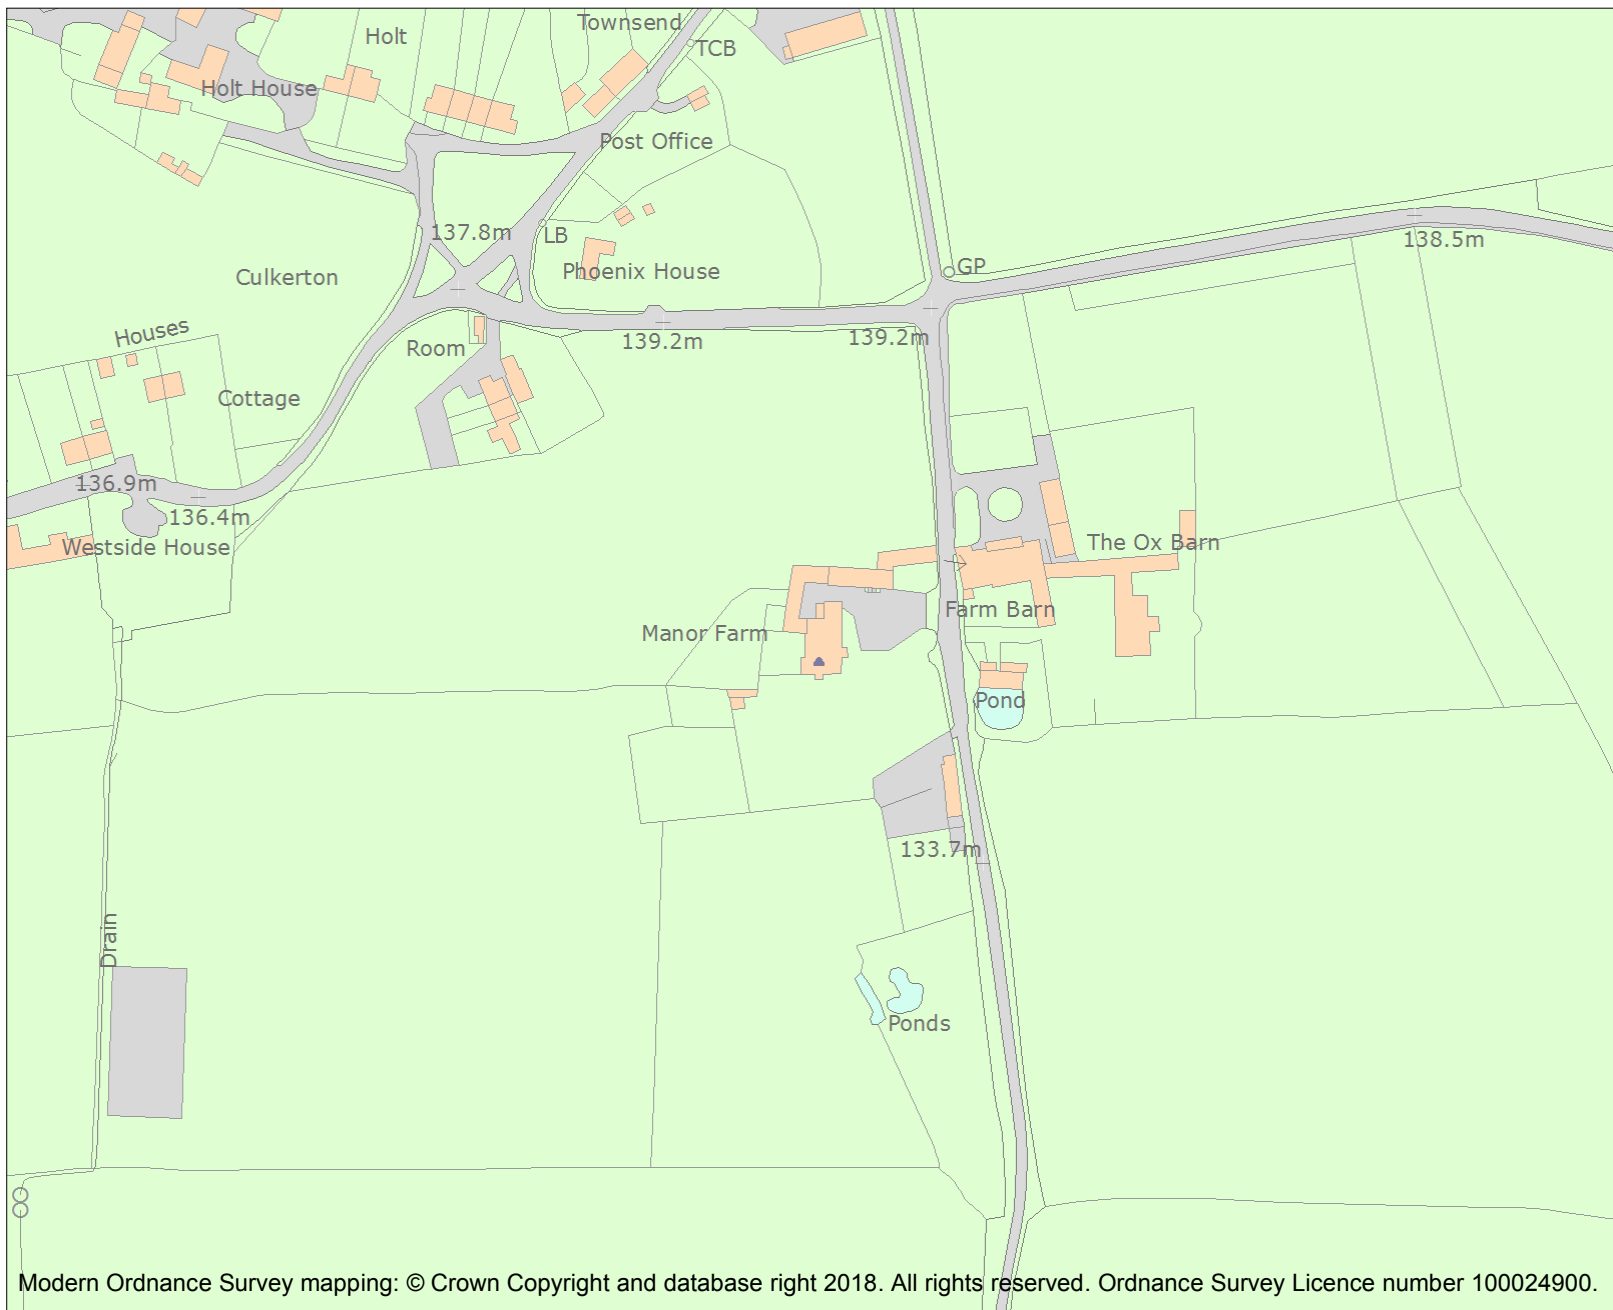 Townsend
Holt
TCB
Holt House
Post Office
137.8m
LB
138.5m
GP
Phoenix House
Culkerton
Houses
139.2m
139.2m
Room
Cottage
136.9m
136.4m
Westside House
The Ox Barn
Farm Barn
Manor Farm
Pond
133.7m
Drain
Ponds
Modern Ordnance Survey mapping: © Crown Copyright and database right 2018. All rights reserved. Ordnance Survey Licence number 100024900.